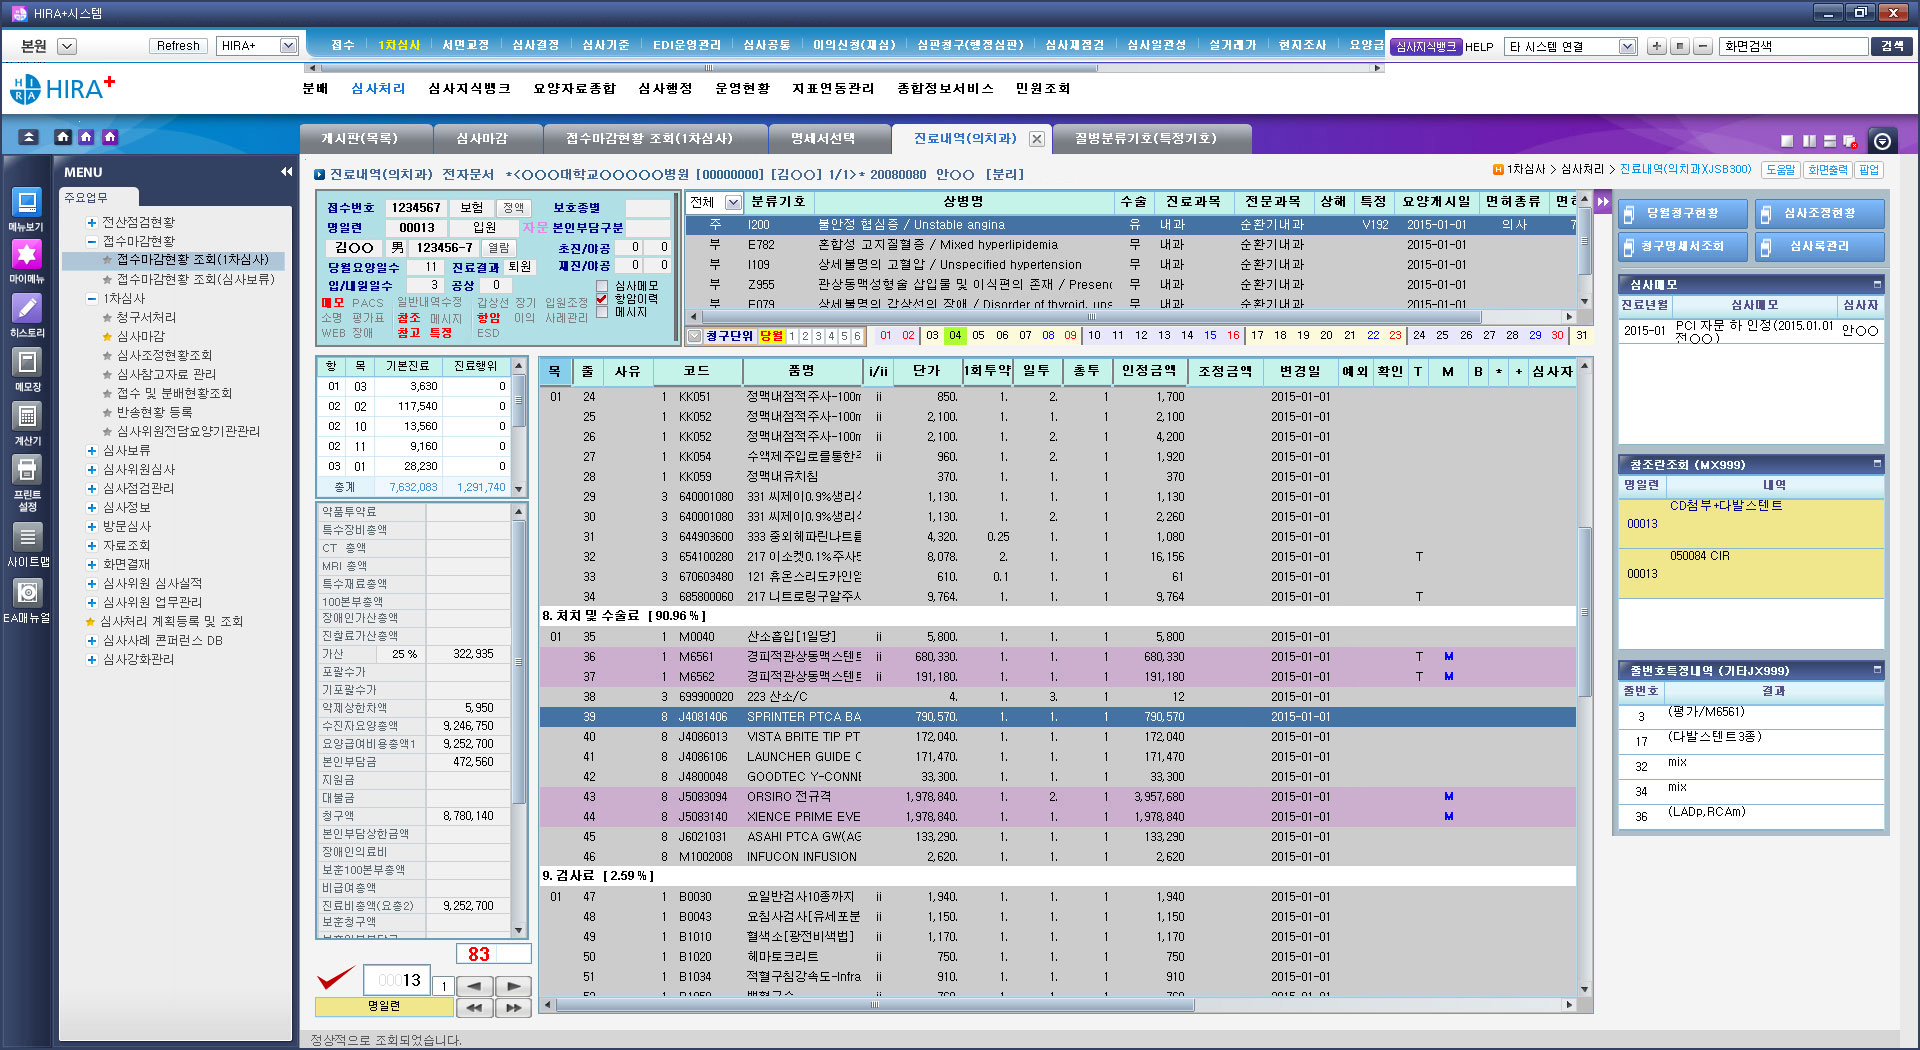 HIRA+시스템
본원 Refresh HIRA+ 접수 1차심사 서면교정 심사결정 심사기준 EDI운영관리 심사공통 이의신청(재심) 심판청구(행정심판) 심사재점검 심사일관성 실거래가 현지조사 요양급 심사지식뱅크 HELP 타 시스템 연결 화면검색 검색
HIRA+
분배 심사처리 심사지식뱅크 요양자료종합 심사행정 운영현황 지표연동관리 종합정보서비스 민원조회
게시판(목록) 심사마감 접수마감현황 조회(1차심사) 명세서선택 진료내역(의치과) 질병분류기호(특정기호)
메뉴보기
마이메뉴
히스토리
메모장
계산기
프린트
설정
사이트맵
EA매뉴얼
MENU
주요업무
전산점검현황
접수마감현황
접수마감현황 조회(1차심사)
접수마감현황 조회(심사보류)
1차심사
청구서처리
심사마감
심사조정현황조회
심사참고자료 관리
접수 및 분배현황조회
반송현황 등록
심사위원전담요양기관관리
심사보류
심사위원심사
심사점검관리
심사정보
방문심사
자료조회
화면결재
심사위원 심사실적
심사위원 업무관리
심사처리 계획등록 및 조회
심사사례 콘퍼런스 DB
심사강화관리
진료내역(의치과) 전자문서 *<○○○대학교○○○○○병원 [00000000] [김○○] 1/1>* 20080080 안○○ [분리]
1차심사 > 심사처리 > 진료내역(의치과)(JSB300) 도움말 화면출력 팝업
접수번호 1234567 보험 정액 보호종별
명일련 00013 입원 자문 본인부담구분
김○○ 男 123456-7 열람 초진/야공 0 0
당월요양일수 11 진료결과 퇴원 재진/야공 0 0
입/내원일수 3 공상 0 심사메모
메모 PACS 일반내역수정 갑상선 장기 입원조정 항암이력
소명 평가표 참조 메시지 항암 이의 사례관리 메시지
WEB 장애 참고 특정 ESD
전체 분류기호 상병명 수술 진료과목 전문과목 상해 특정 요양개시일 면허종류 면허
주 I200 불안정 협심증 / Unstable angina 유 내과 순환기내과 V192 2015-01-01 의사 7
부 E782 혼합성 고지질혈증 / Mixed hyperlipidemia 무 내과 순환기내과 2015-01-01
부 I109 상세불명의 고혈압 / Unspecified hypertension 무 내과 순환기내과 2015-01-01
부 Z955 관상동맥성형술 삽입물 및 이식편의 존재 / Presenc 무 내과 순환기내과 2015-01-01
부 E079 상세불명의 갑상선의 장애 / Disorder of thyroid, uns 무 내과 순환기내과 2015-01-01
청구단위 당월 1 2 3 4 5 6 01 02 03 04 05 06 07 08 09 10 11 12 13 14 15 16 17 18 19 20 21 22 23 24 25 26 27 28 29 30 31
항 목 기본진료 진료행위
01 03 3,630 0
02 02 117,540 0
02 10 13,560 0
02 11 9,160 0
03 01 28,230 0
총계 7,632,083 1,291,740
약품투약료
특수장비총액
CT 총액
MRI 총액
특수재료총액
100본부총액
장애인가산총액
진찰료가산총액
가산 25 % 322,935
포괄수가
기포괄수가
약제상한차액 5,950
수진자요양총액 9,246,750
요양급여비용총액1 9,252,700
본인부담금 472,560
지원금
대불금
청구액 8,780,140
본인부담상한금액
장애인의료비
보훈100본부총액
비급여총액
진료비총액(요총2) 9,252,700
보훈청구액
83
00013 1
명일련
목 줄 사유 코드 품명 i/ii 단가 1회투약 일투 총투 인정금액 조정금액 변경일 예외 확인 T M B * + 심사자
01 24 1 KK051 정맥내점적주사-100m ii 850. 1. 2. 1 1,700 2015-01-01
25 1 KK052 정맥내점적주사-100m ii 2,100. 1. 1. 1 2,100 2015-01-01
26 1 KK052 정맥내점적주사-100m ii 2,100. 1. 2. 1 4,200 2015-01-01
27 1 KK054 수액제주입로를통한주 ii 960. 1. 2. 1 1,920 2015-01-01
28 1 KK059 정맥내유치침 370. 1. 1. 1 370 2015-01-01
29 3 640001080 331 씨제이0.9%생리식 1,130. 1. 1. 1 1,130 2015-01-01
30 3 640001080 331 씨제이0.9%생리식 1,130. 1. 2. 1 2,260 2015-01-01
31 3 644903600 333 중외헤파린나트륨 4,320. 0.25 1. 1 1,080 2015-01-01
32 3 654100280 217 이소켓0.1%주사5 8,078. 2. 1. 1 16,156 2015-01-01 T
33 3 670603480 121 휴온스리도카인염 610. 0.1 1. 1 61 2015-01-01
34 3 685800060 217 니트로링구알주사 9,764. 1. 1. 1 9,764 2015-01-01 T
8. 처치 및 수술료 [ 90.96 % ]
01 35 1 M0040 산소흡입[1일당] ii 5,800. 1. 1. 1 5,800 2015-01-01
36 1 M6561 경피적관상동맥스텐트 ii 680,330. 1. 1. 1 680,330 2015-01-01 T M
37 1 M6562 경피적관상동맥스텐트 ii 191,180. 1. 1. 1 191,180 2015-01-01 T M
38 3 699900020 223 산소/C 4. 1. 3. 1 12 2015-01-01
39 8 J4081406 SPRINTER PTCA BA 790,570. 1. 1. 1 790,570 2015-01-01
40 8 J4086013 VISTA BRITE TIP PT 172,040. 1. 1. 1 172,040 2015-01-01
41 8 J4086106 LAUNCHER GUIDE C 171,470. 1. 1. 1 171,470 2015-01-01
42 8 J4800048 GOODTEC Y-CONNE 33,300. 1. 1. 1 33,300 2015-01-01
43 8 J5083094 ORSIRO 전규격 1,978,840. 1. 2. 1 3,957,680 2015-01-01 M
44 8 J5083140 XIENCE PRIME EVE 1,978,840. 1. 1. 1 1,978,840 2015-01-01 M
45 8 J6021031 ASAHI PTCA GW(AG 133,290. 1. 1. 1 133,290 2015-01-01
46 8 M1002008 INFUCON INFUSION 2,620. 1. 1. 1 2,620 2015-01-01
9. 검사료 [ 2.59 % ]
01 47 1 B0030 요일반검사10종까지 ii 1,940. 1. 1. 1 1,940 2015-01-01
48 1 B0043 요침사검사[유세포분 ii 1,150. 1. 1. 1 1,150 2015-01-01
49 1 B1010 혈색소[광전비색법] ii 1,170. 1. 1. 1 1,170 2015-01-01
50 1 B1020 헤마토크리트 ii 750. 1. 1. 1 750 2015-01-01
51 1 B1034 적혈구침강속도-Infra ii 910. 1. 1. 1 910 2015-01-01
52 1 B1050 백혈구수 ii 760. 1. 1. 1 760 2015-01-01
당월청구현황 심사조정현황
청구명세서조회 심사록관리
심사메모
진료년월 심사메모 심사자
2015-01 PCI 자문 하 인정(2015.01.01 전○○) 안○○
참조란조회 (MX999)
명일련 내역
00013 CD첨부+다발스텐트
00013 050084 CIR
줄번호특정내역 (기타JX999)
줄번호 결과
3 (평가/M6561)
17 (다발스텐트3종)
32 mix
34 mix
36 (LADp,RCAm)
정상적으로 조회되었습니다.